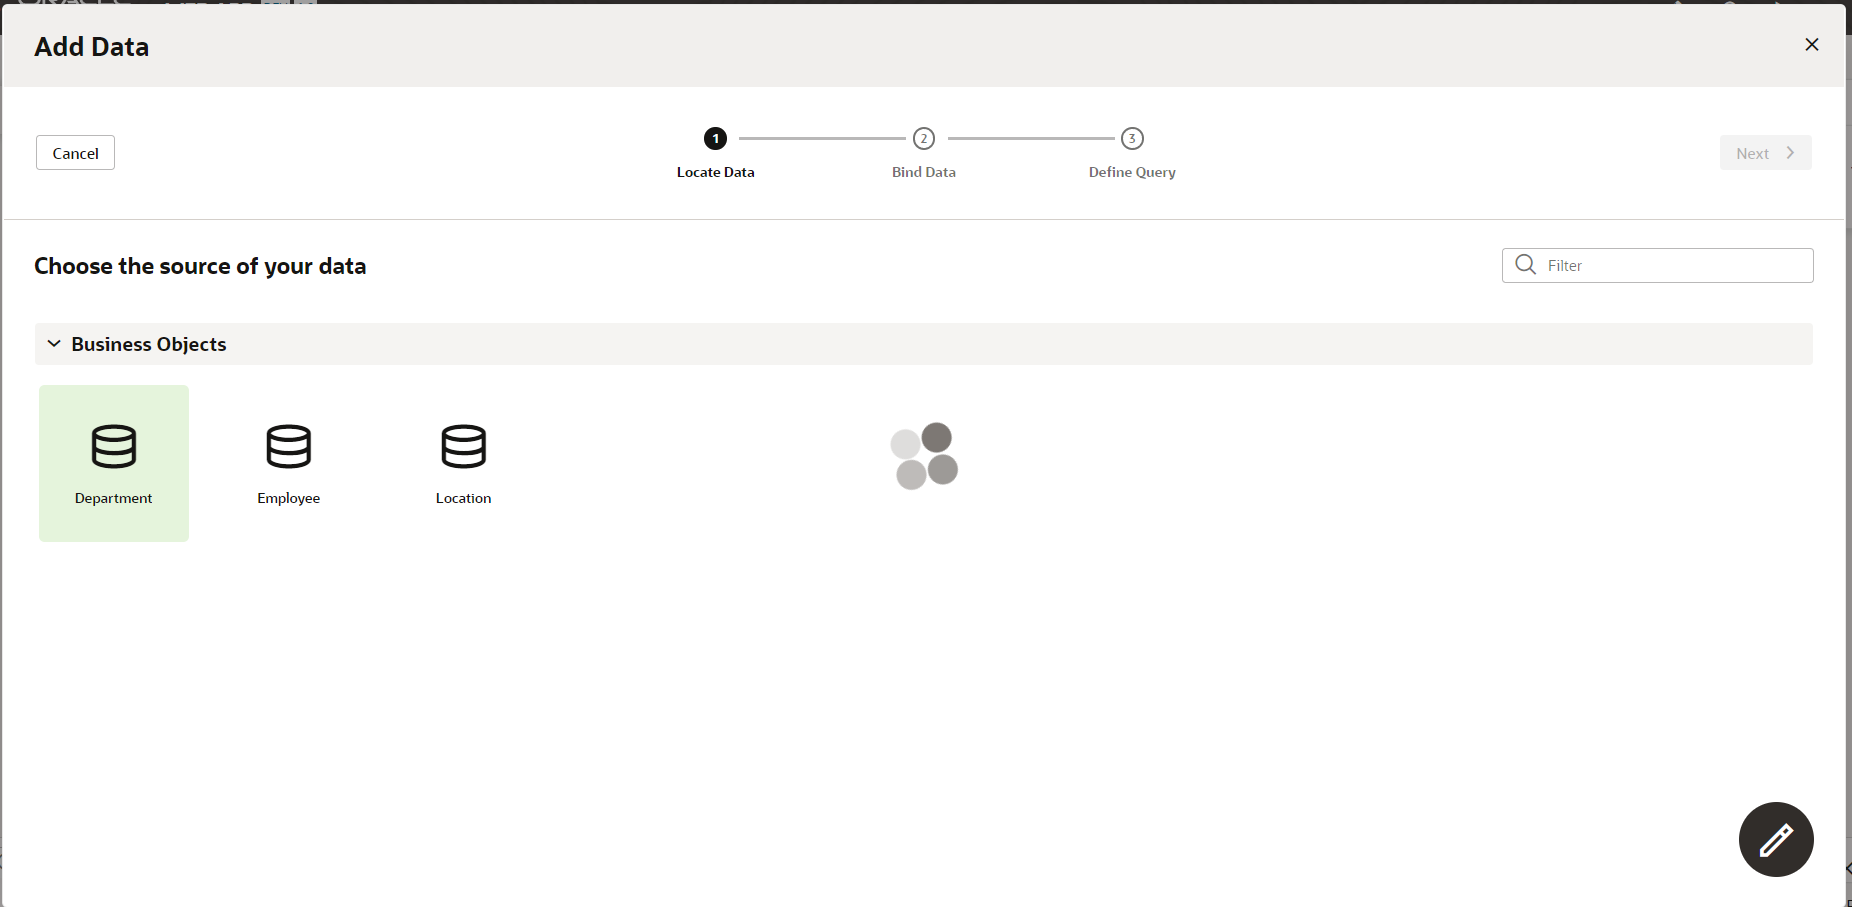 Add Data
Cancel
1
2
3
Next
Locate Data
Bind Data
Define Query
Choose the source of your data
Filter
Business Objects
Department
Employee
Location